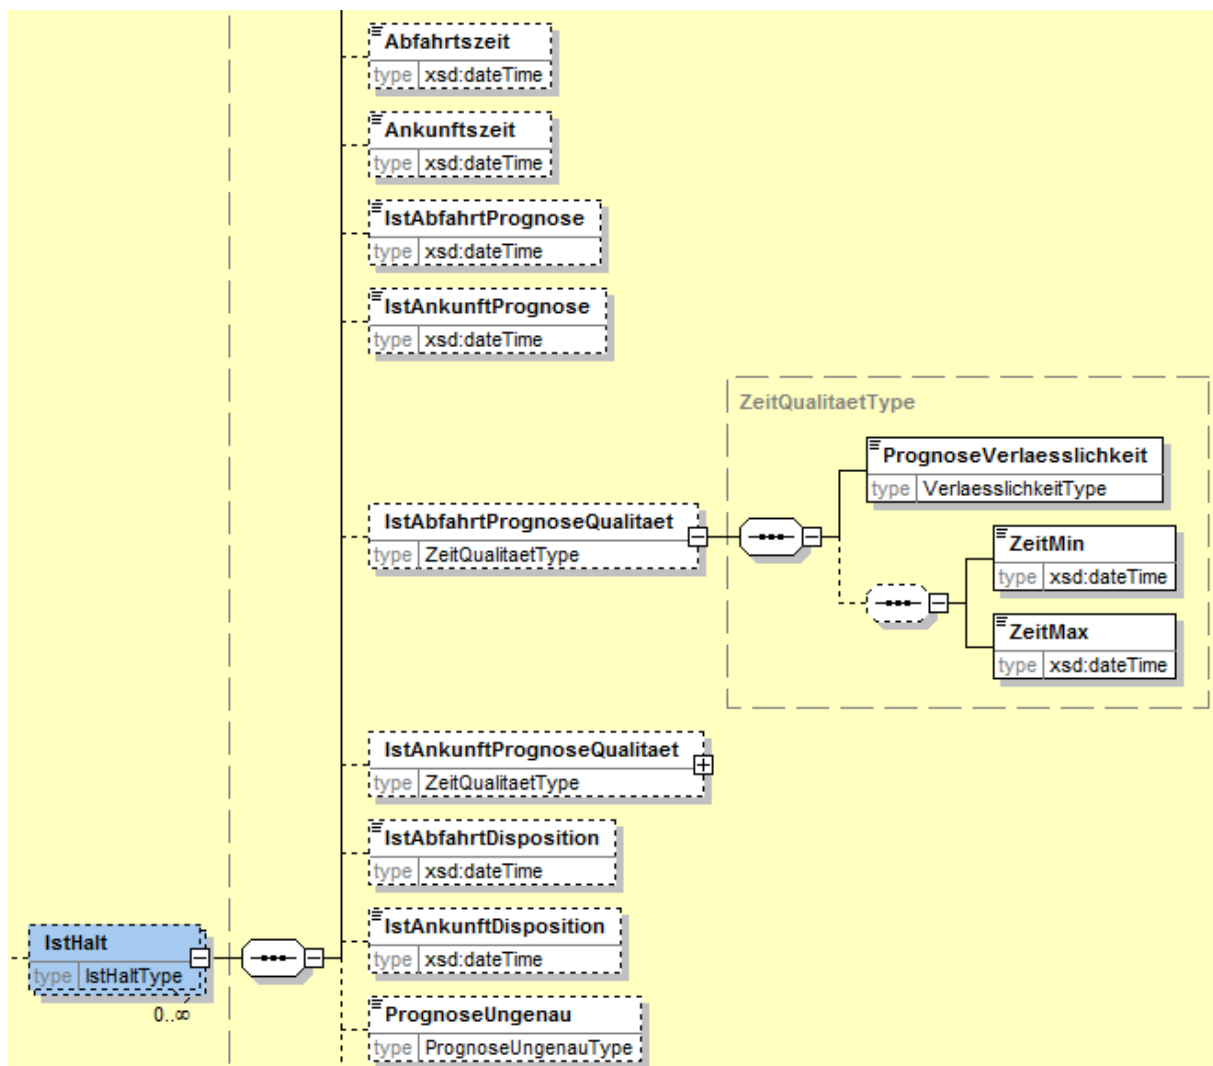 Abfahrtszeit
type xsd:dateTime
Ankunftszeit
type xsd:dateTime
IstAbfahrtPrognose
type xsd:dateTime
IstAnkunftPrognose
type xsd:dateTime
ZeitQualitaetType
PrognoseVerlaesslichkeit
type VerlaesslichkeitType
IstAbfahrtPrognoseQualitaet
type ZeitQualitaetType
ZeitMin
type xsd:dateTime
ZeitMax
type xsd:dateTime
IstAnkunftPrognoseQualitaet
type ZeitQualitaetType
IstAbfahrtDisposition
type xsd:dateTime
IstAnkunftDisposition
type xsd:dateTime
IstHalt
type IstHaltType
0..∞
PrognoseUngenau
type PrognoseUngenauType